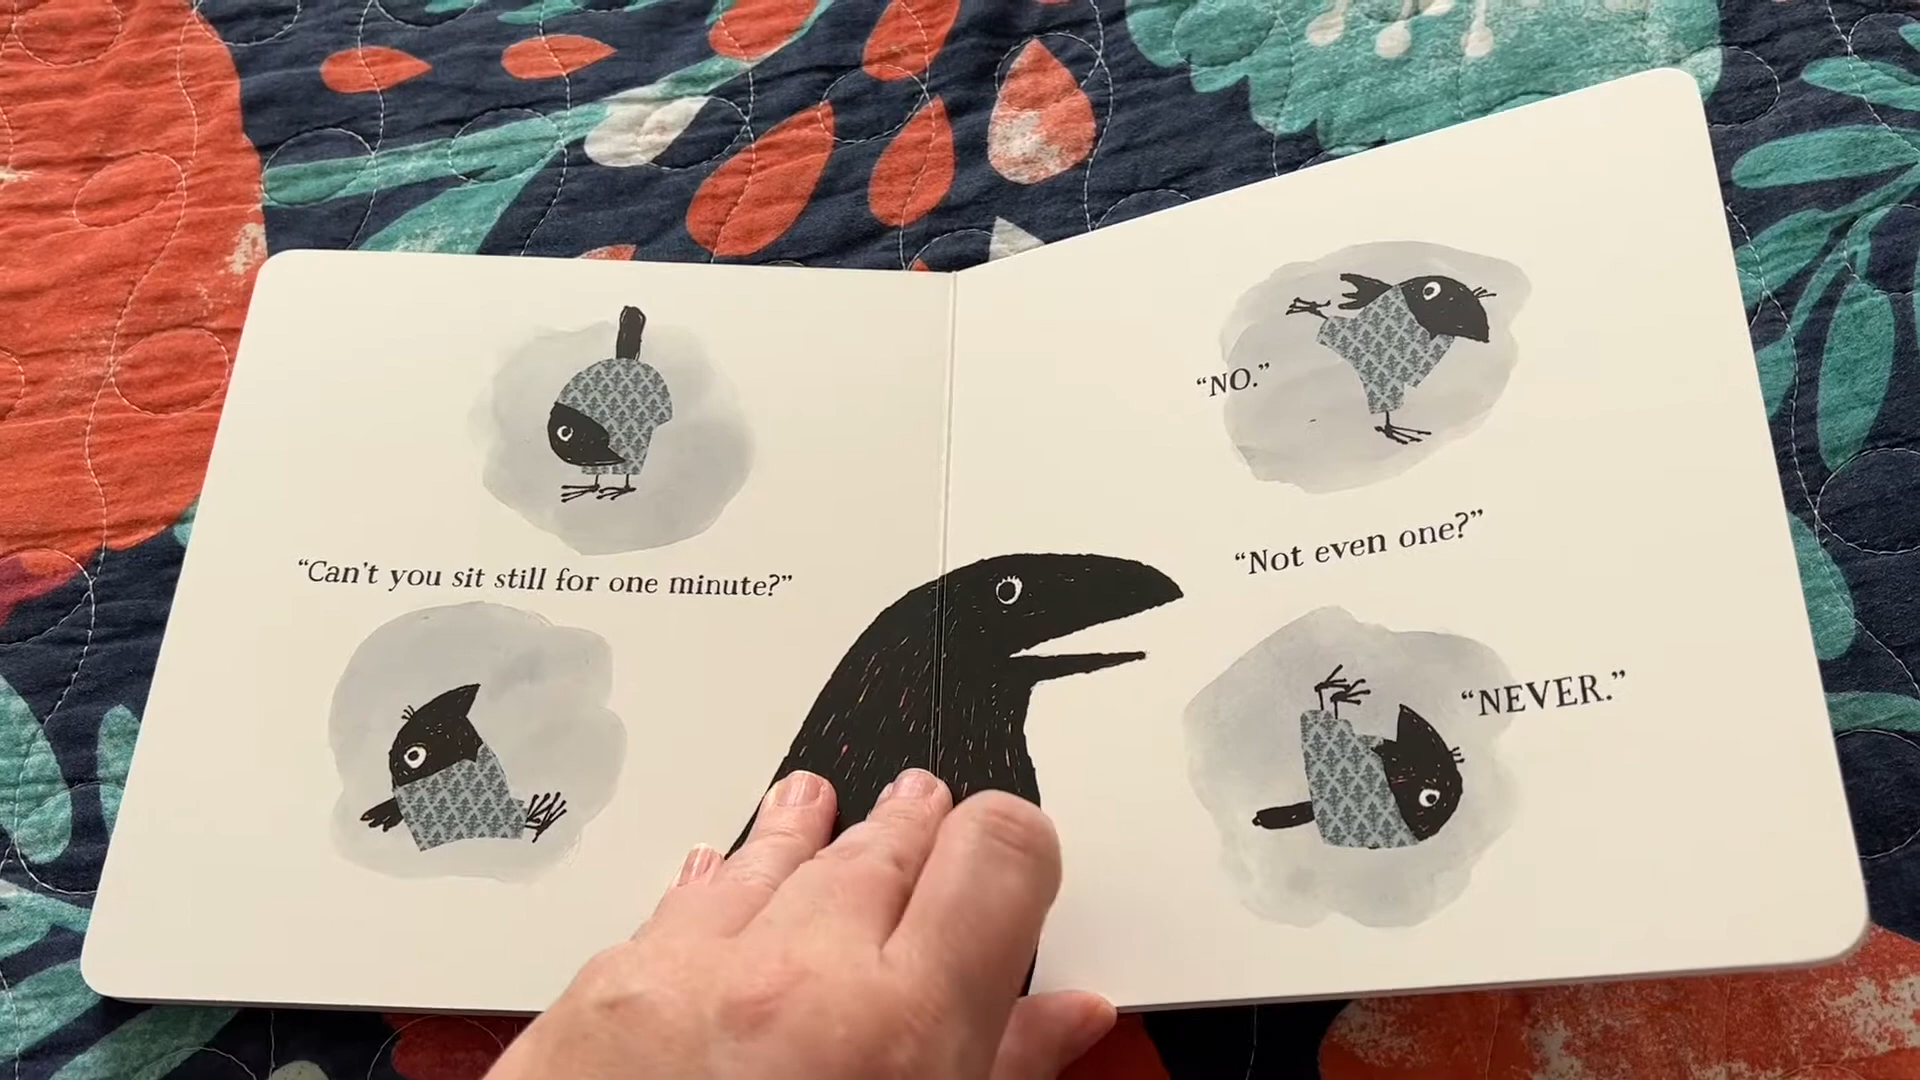 “Can't you sit still for one minute?”
“NO.”
“Not even one?”
“NEVER.”